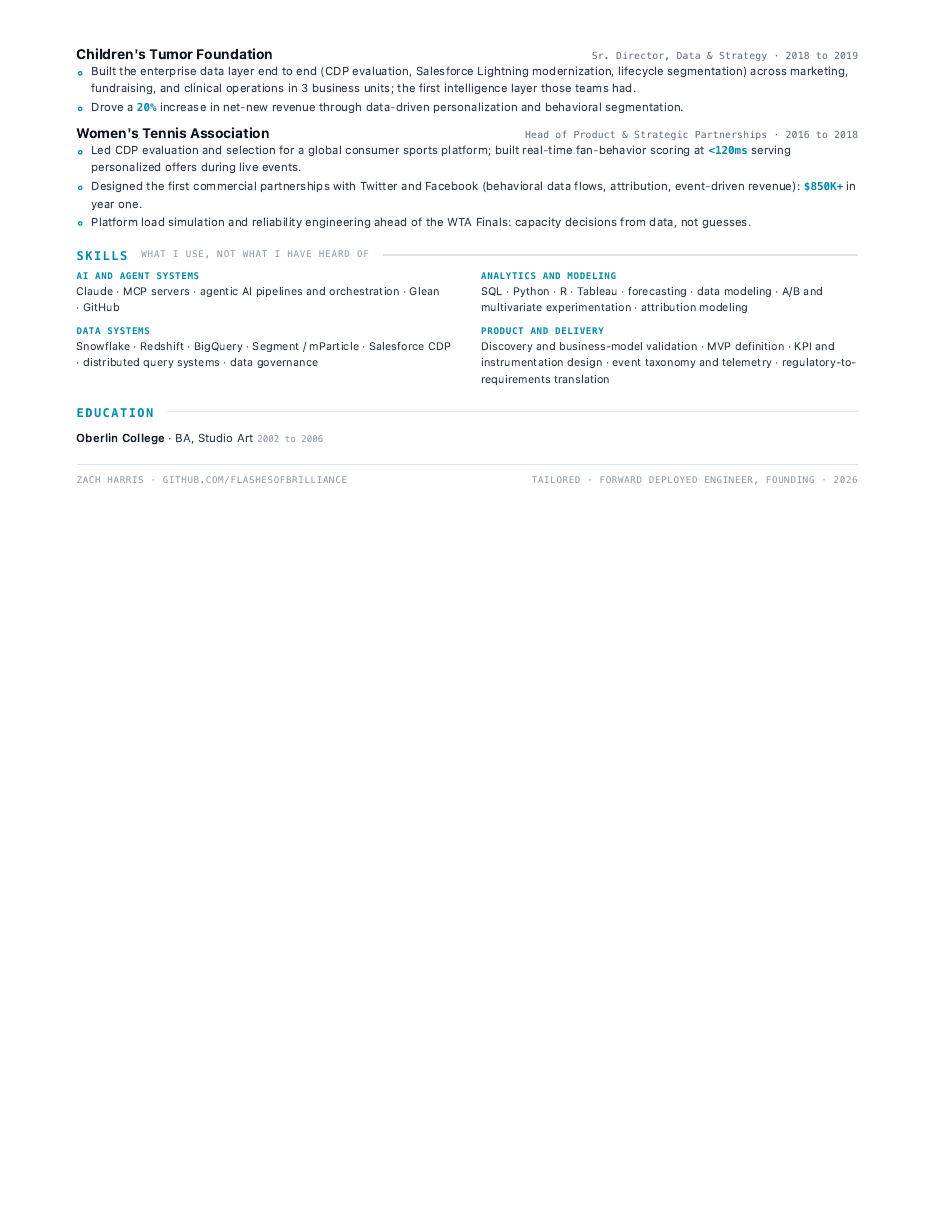 Children's Tumor Foundation Sr. Director, Data & Strategy · 2018 to 2019
Built the enterprise data layer end to end (CDP evaluation, Salesforce Lightning modernization, lifecycle segmentation) across marketing,
fundraising, and clinical operations in 3 business units; the first intelligence layer those teams had.
Drove a 20% increase in net-new revenue through data-driven personalization and behavioral segmentation.
Women's Tennis Association Head of Product & Strategic Partnerships · 2016 to 2018
Led CDP evaluation and selection for a global consumer sports platform; built real-time fan-behavior scoring at <120ms serving
personalized offers during live events.
Designed the first commercial partnerships with Twitter and Facebook (behavioral data flows, attribution, event-driven revenue): $850K+ in
year one.
Platform load simulation and reliability engineering ahead of the WTA Finals: capacity decisions from data, not guesses.
SKILLS WHAT I USE, NOT WHAT I HAVE HEARD OF
AI AND AGENT SYSTEMS
Claude · MCP servers · agentic AI pipelines and orchestration · Glean
· GitHub
ANALYTICS AND MODELING
SQL · Python · R · Tableau · forecasting · data modeling · A/B and
multivariate experimentation · attribution modeling
DATA SYSTEMS
Snowflake · Redshift · BigQuery · Segment / mParticle · Salesforce CDP
· distributed query systems · data governance
PRODUCT AND DELIVERY
Discovery and business-model validation · MVP definition · KPI and
instrumentation design · event taxonomy and telemetry · regulatory-to-
requirements translation
EDUCATION
Oberlin College · BA, Studio Art 2002 to 2006
ZACH HARRIS · GITHUB.COM/FLASHESOFBRILLIANCE TAILORED · FORWARD DEPLOYED ENGINEER, FOUNDING · 2026